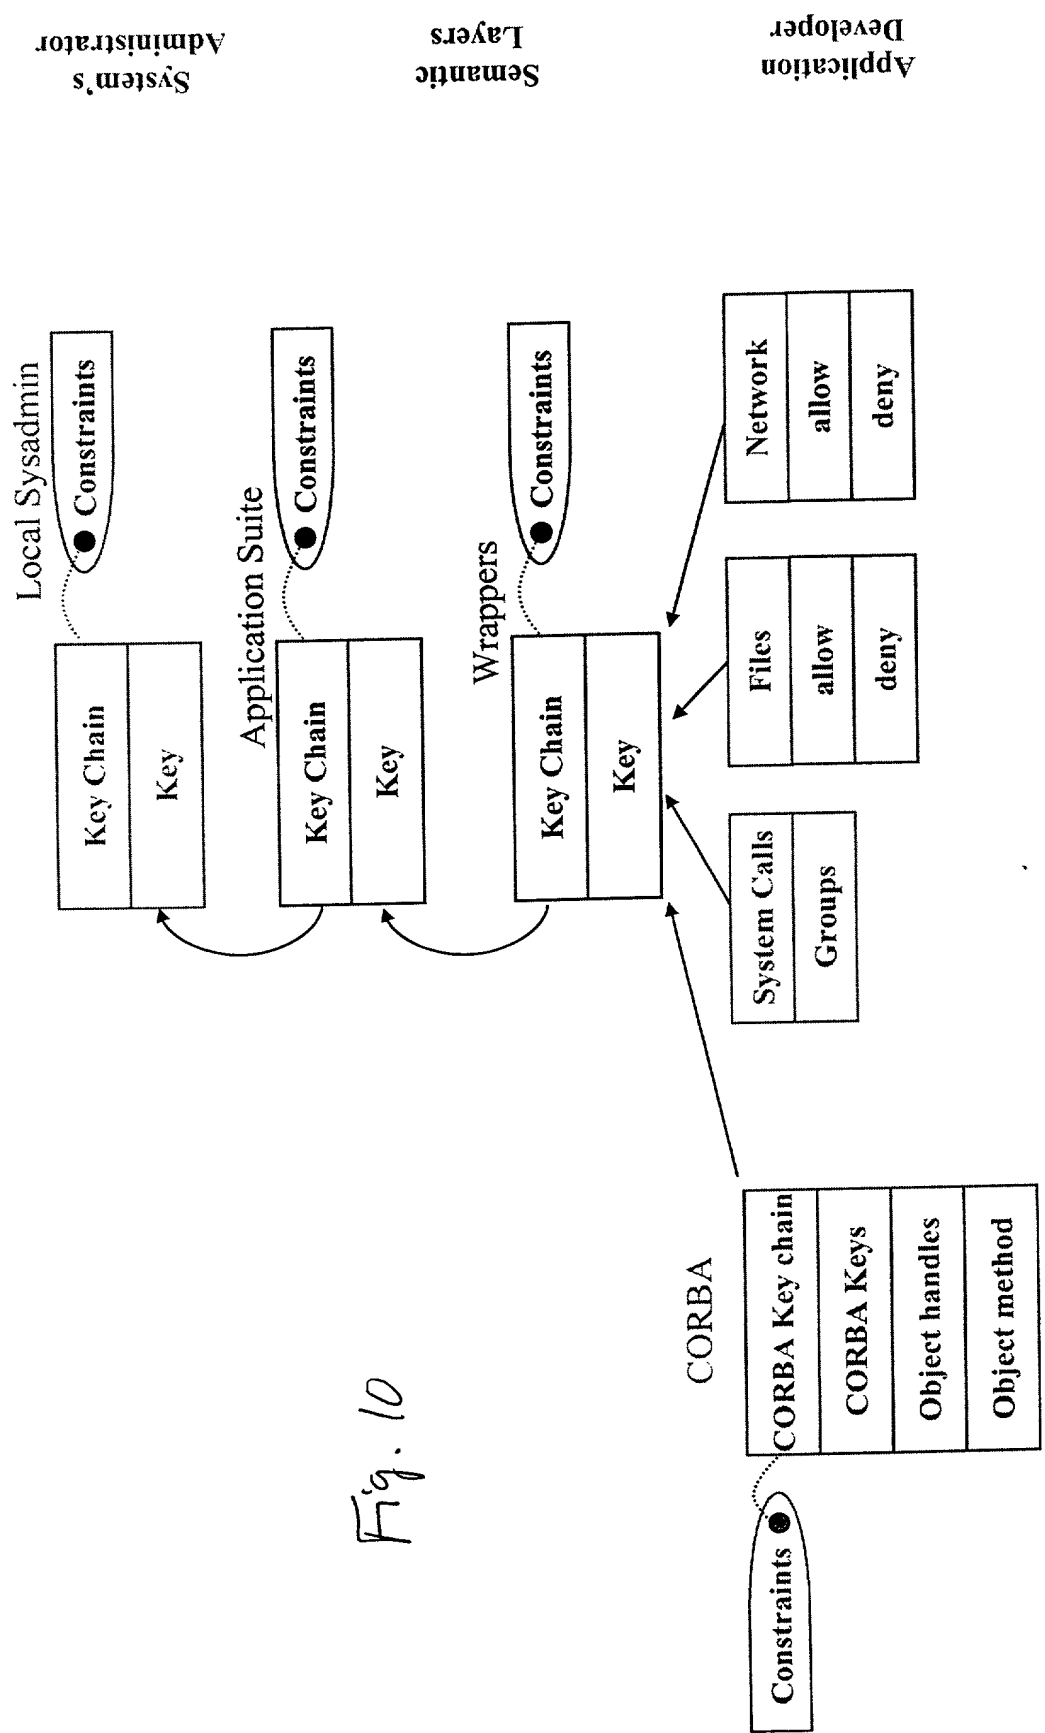 System's
Administrator
Semantic
Layers
Application
Developer
Local Sysadmin
Key Chain
Key
Constraints
Application Suite
Key Chain
Key
Constraints
Wrappers
Key Chain
Key
Constraints
CORBA
Constraints
CORBA Key chain
CORBA Keys
Object handles
Object method
System Calls
Groups
Files
allow
deny
Network
allow
deny
Fig. 10